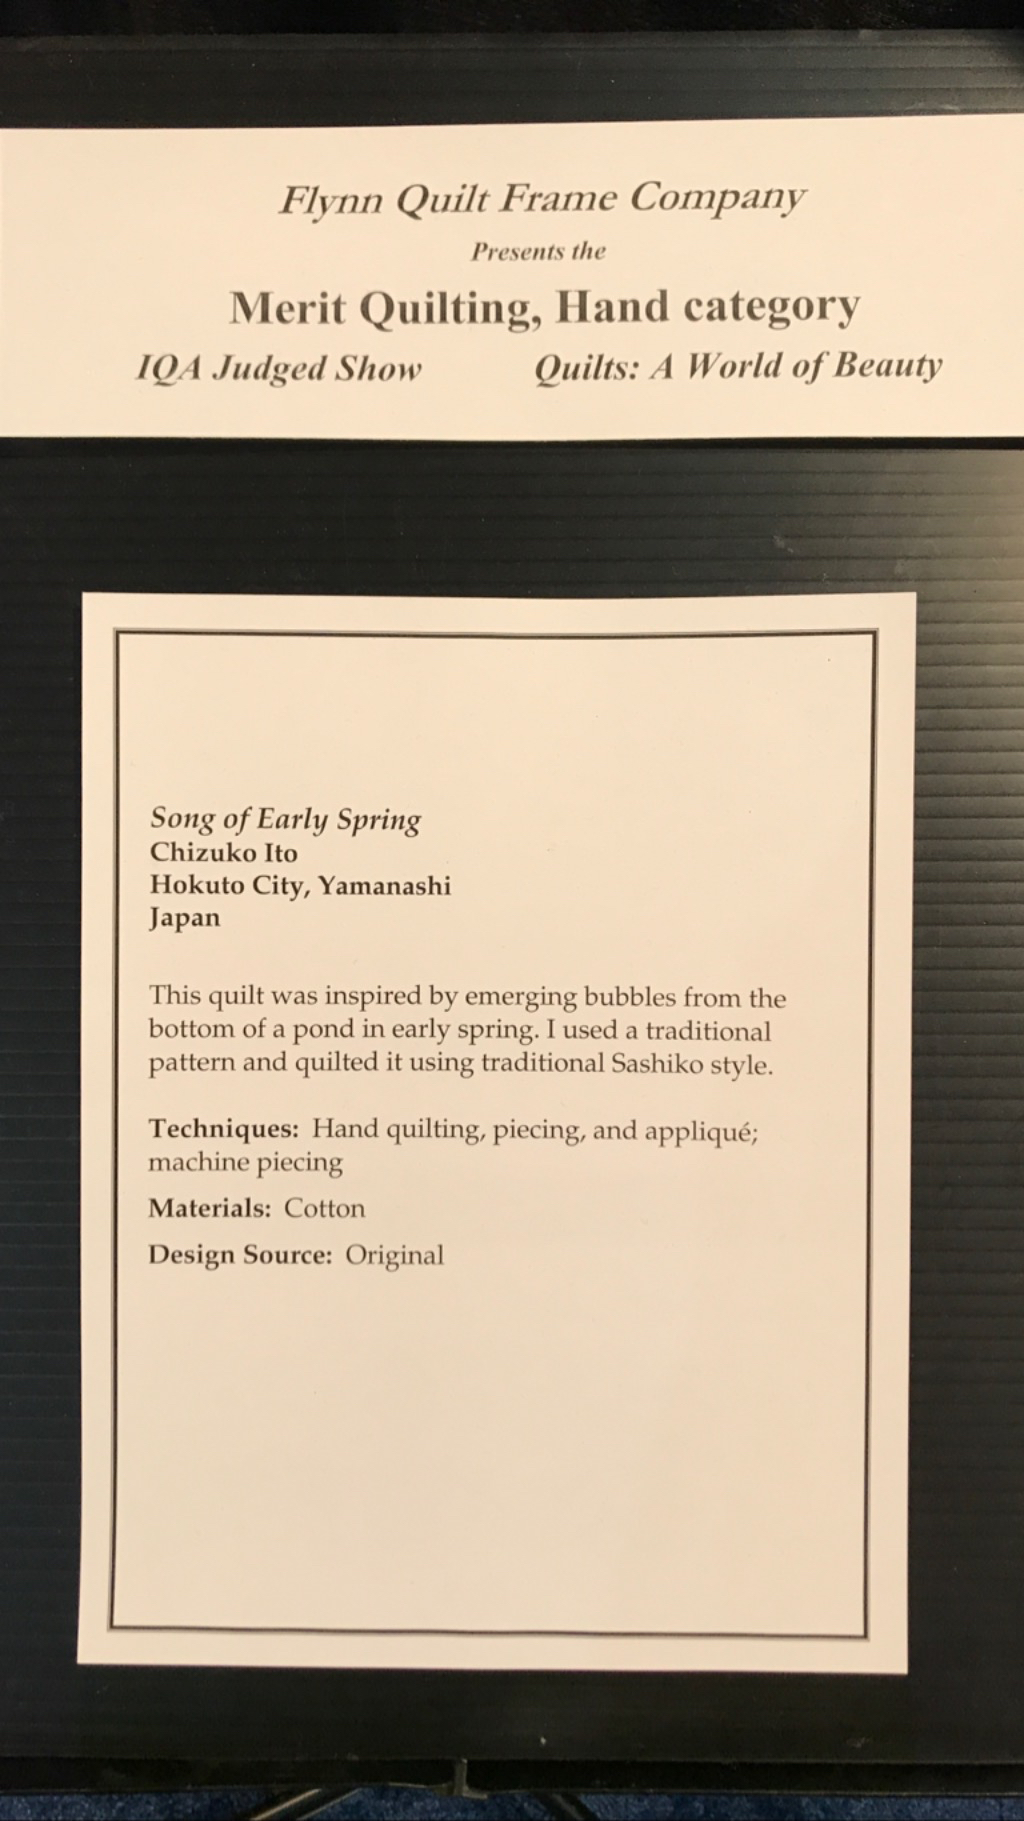 Flynn Quilt Frame Company
Presents the
Merit Quilting, Hand category
IQA Judged Show Quilts: A World of Beauty
Song of Early Spring
Chizuko Ito
Hokuto City, Yamanashi
Japan
This quilt was inspired by emerging bubbles from the
bottom of a pond in early spring. I used a traditional
pattern and quilted it using traditional Sashiko style.
Techniques: Hand quilting, piecing, and appliqué;
machine piecing
Materials: Cotton
Design Source: Original